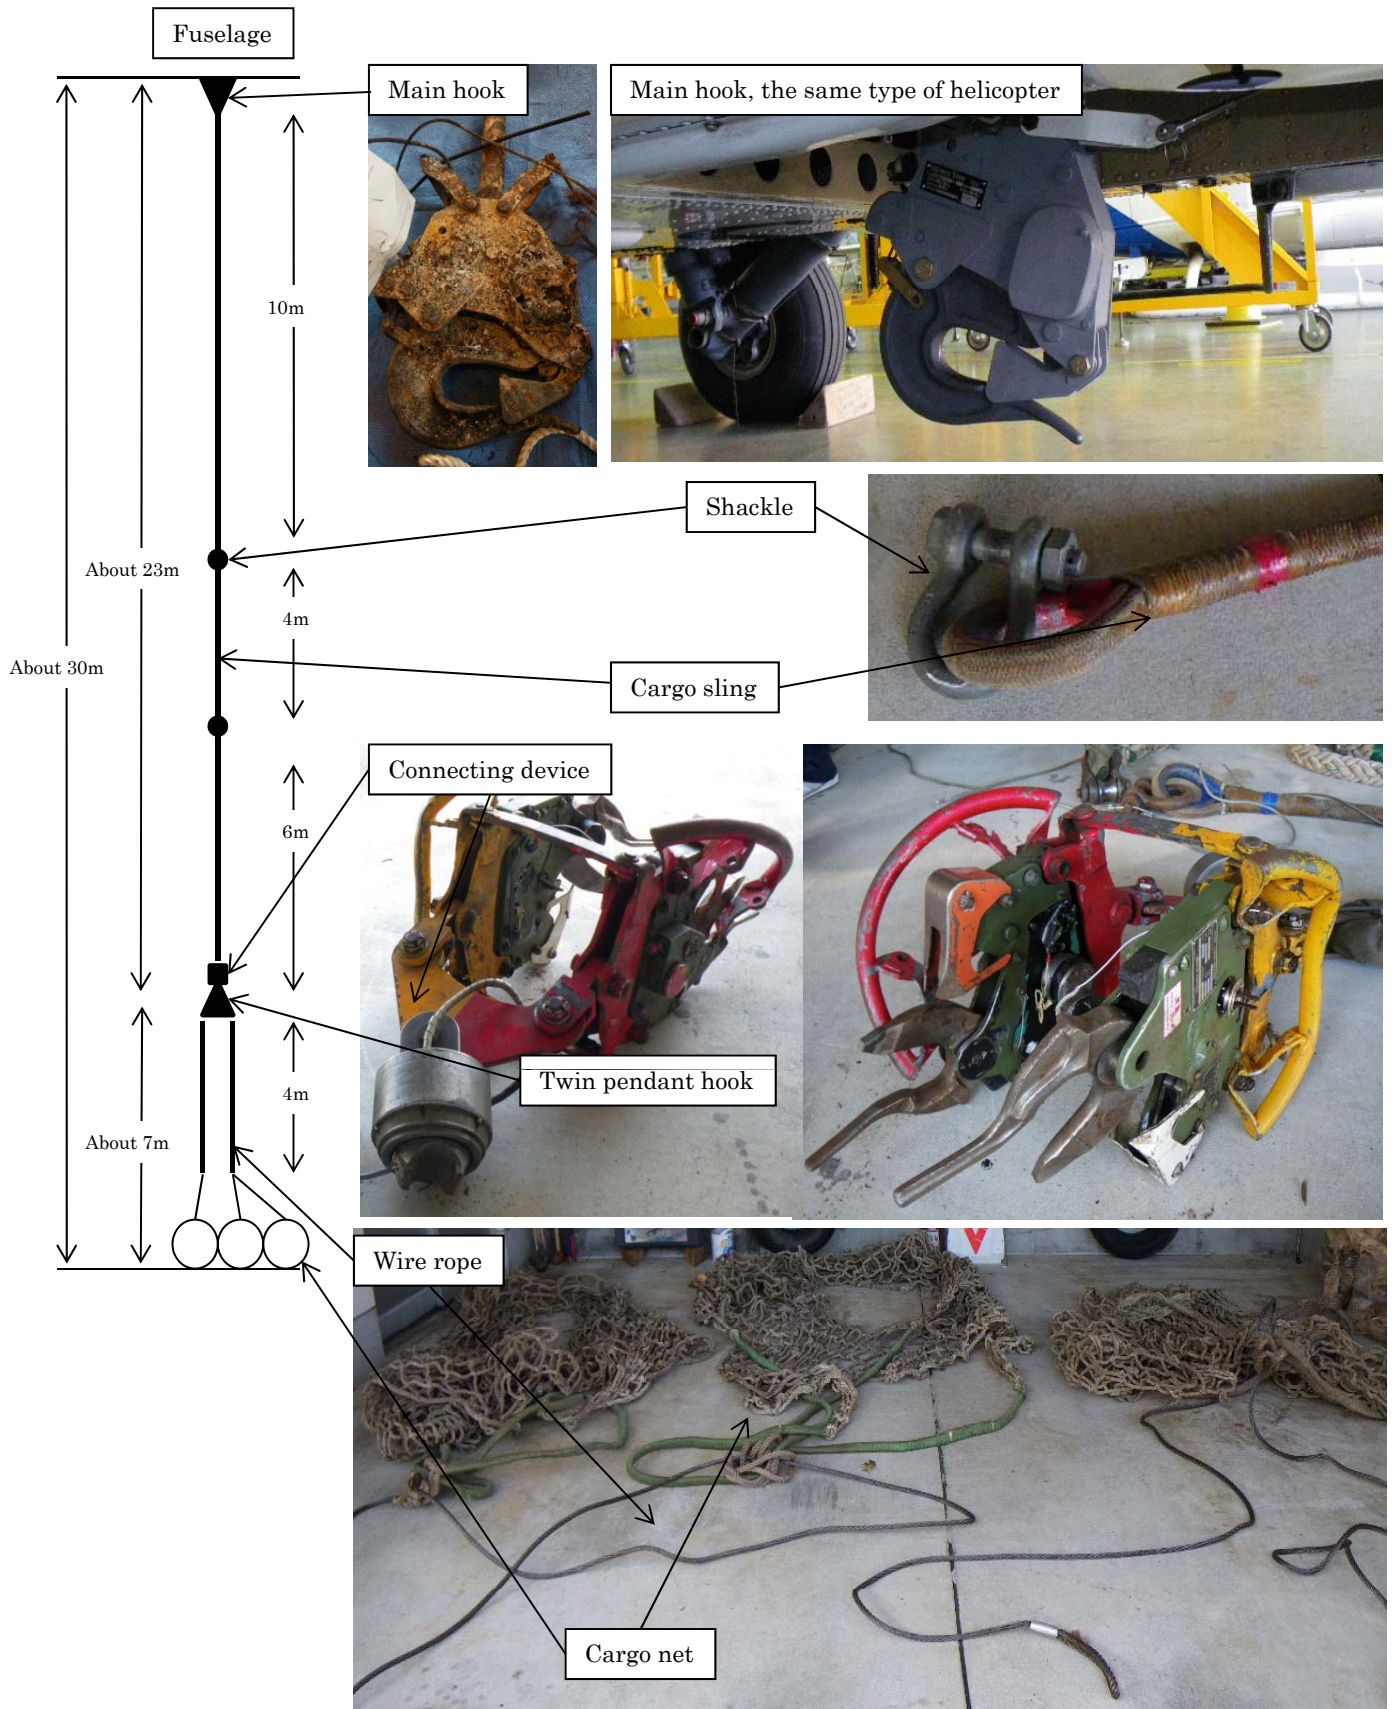 Fuselage
Main hook
Main hook, the same type of helicopter
10m
Shackle
About 23m
4m
About 30m
Cargo sling
Connecting device
6m
Twin pendant hook
4m
About 7m
Wire rope
Cargo net